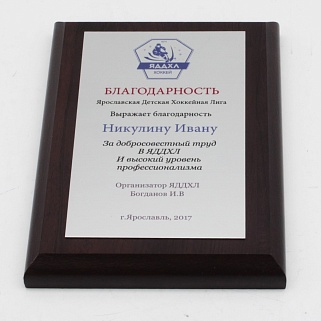 ЯДДХЛ
ХОККЕЙ
БЛАГОДАРНОСТЬ
Ярославская Детская Хоккейная Лига
Выражает благодарность
Никулину Ивану
За добросовестный труд
В ЯДДХЛ
И высокий уровень
профессионализма
Организатор ЯДДХЛ
Богданов И.В
г.Ярославль, 2017